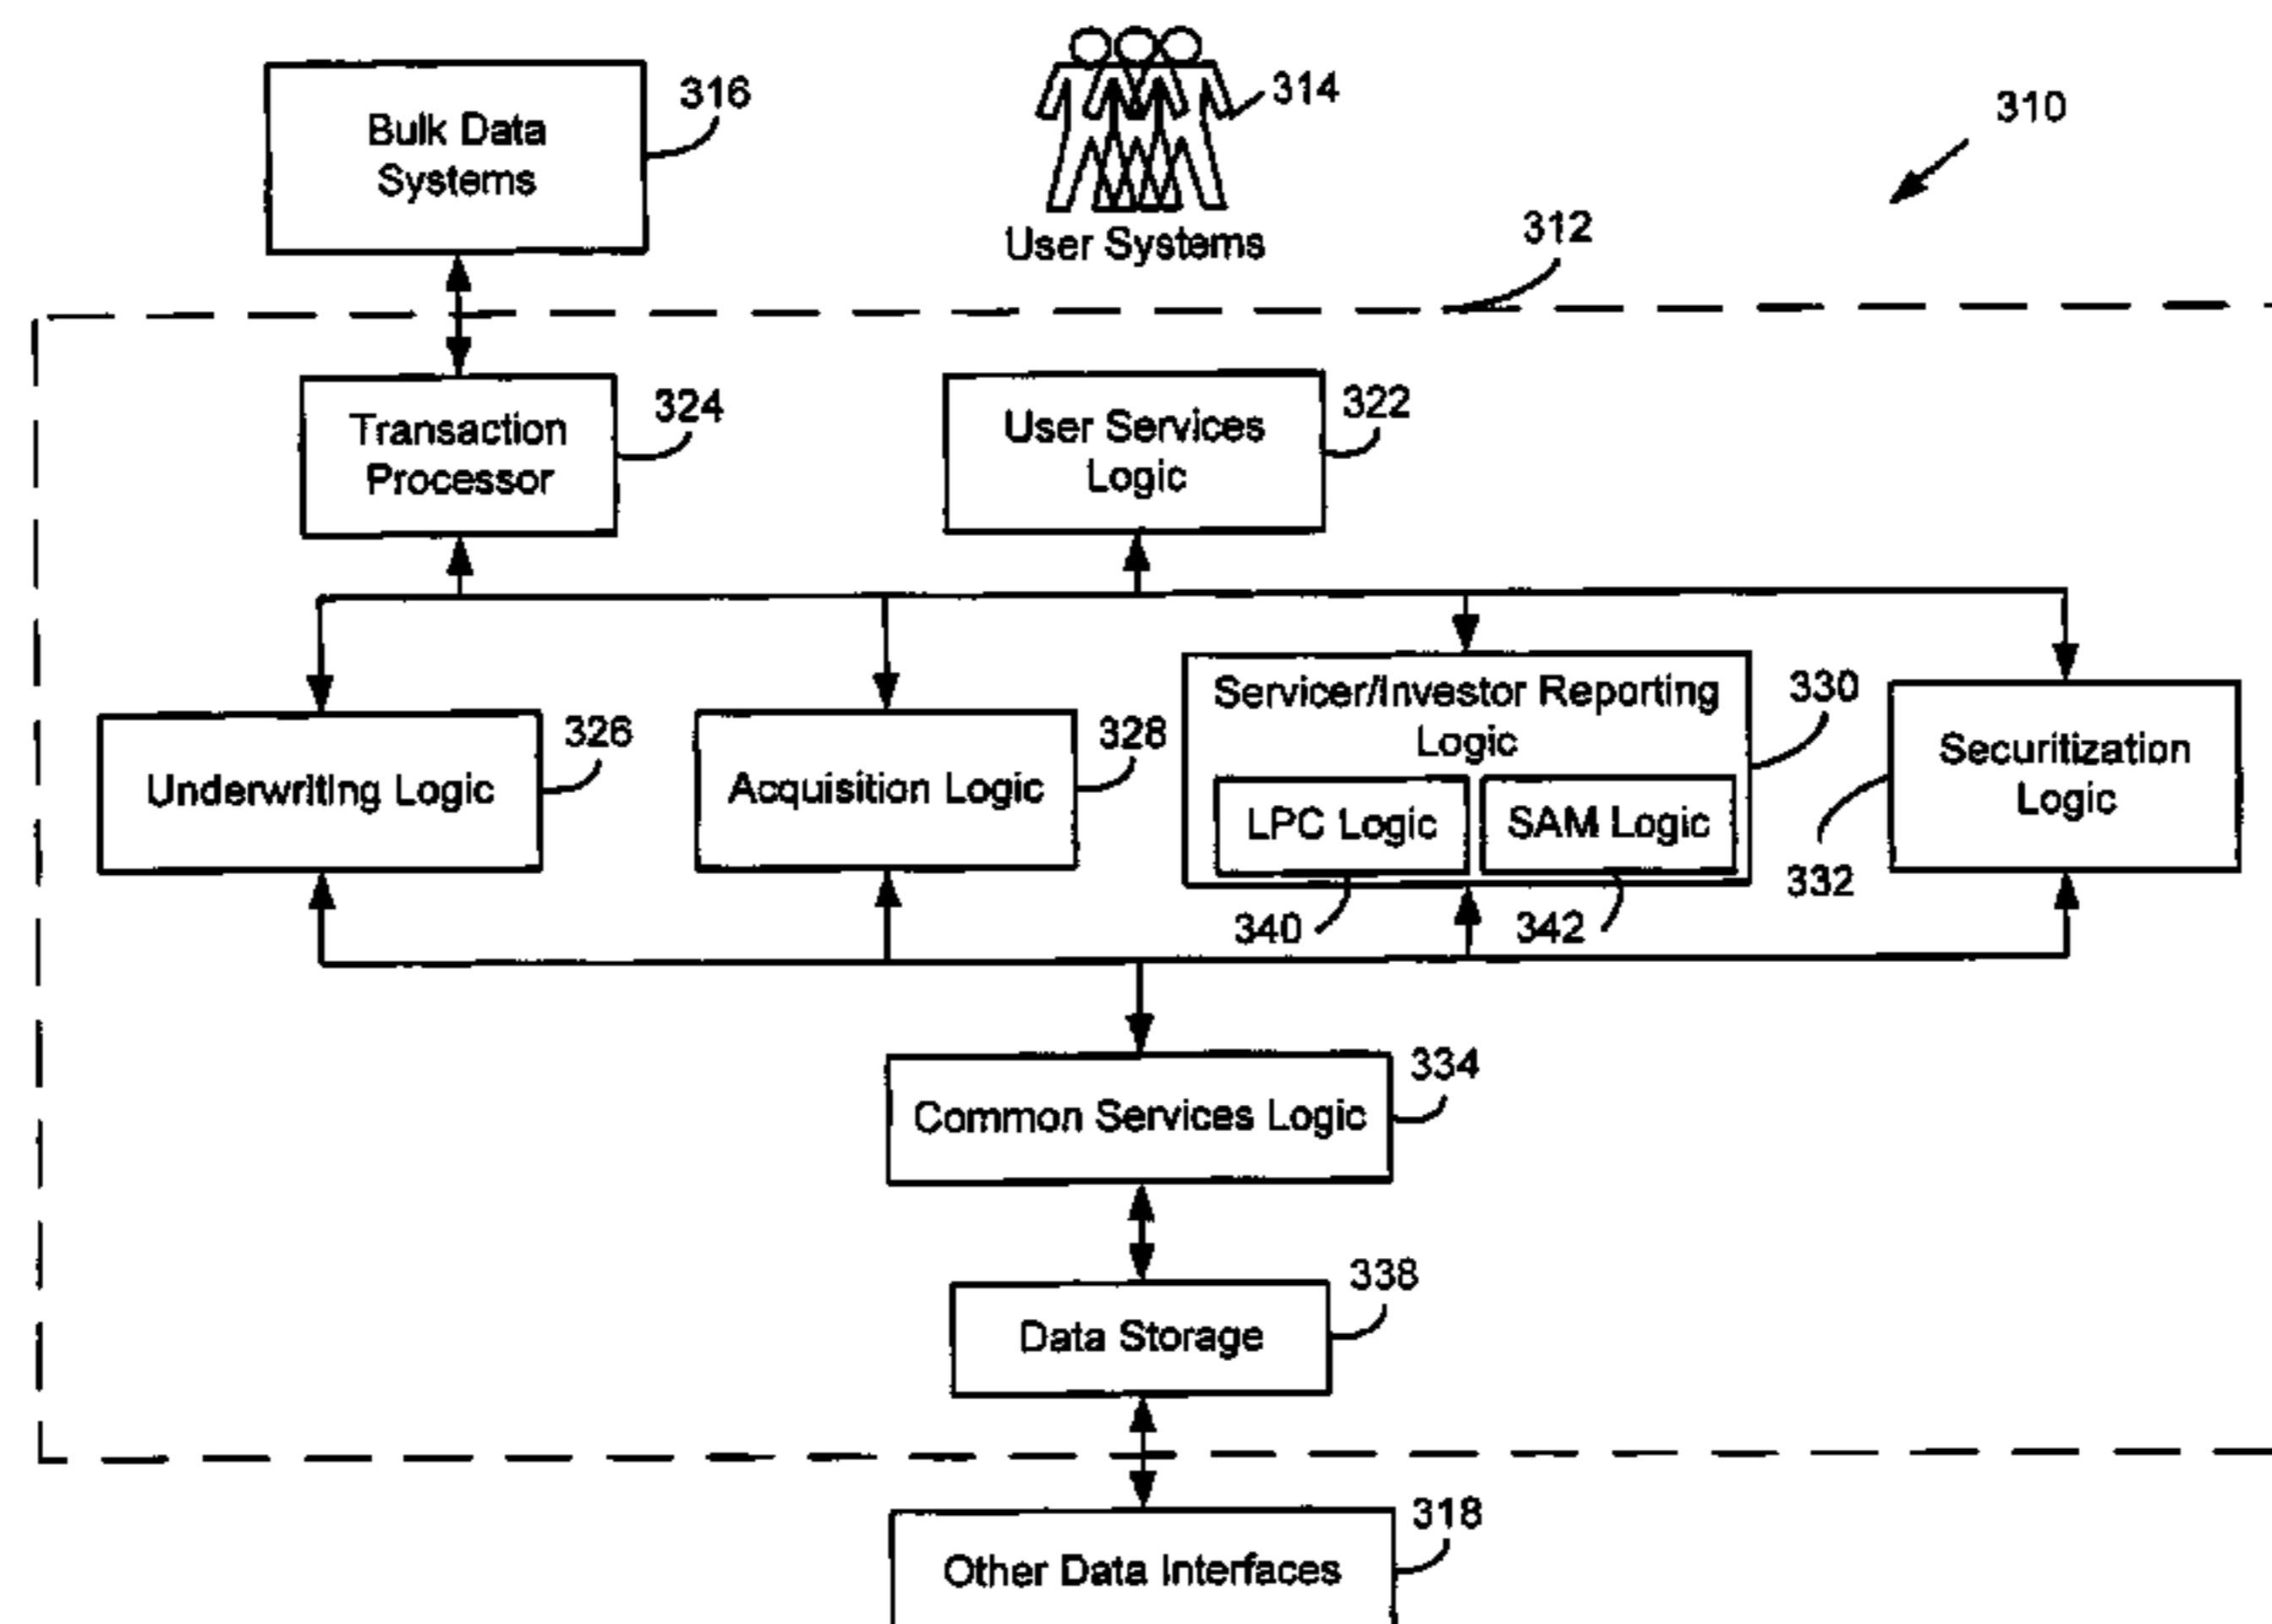 316
314
310
Bulk Data
Systems
User Systems
312
324
322
Transaction
Processor
User Services
Logic
326
328
330
Servicer/Investor Reporting
Logic
Underwriting Logic
Acquisition Logic
LPC Logic
SAM Logic
Securitization
Logic
332
340
342
334
Common Services Logic
338
Data Storage
318
Other Data Interfaces